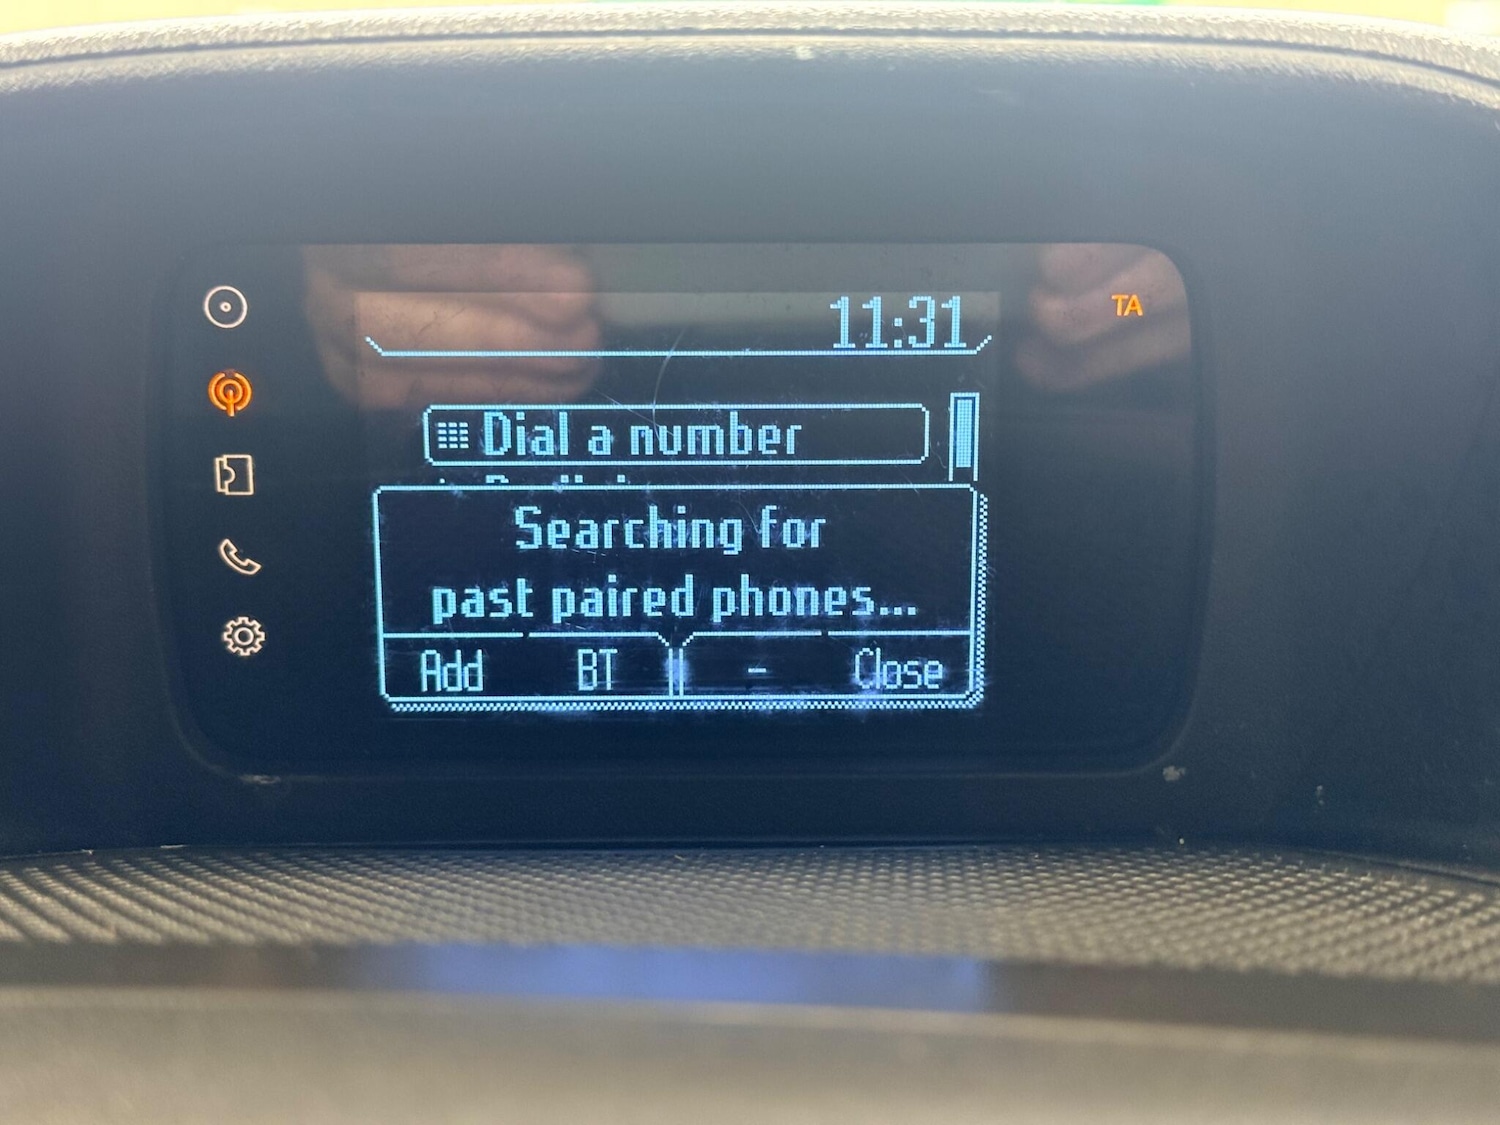 11:31
TA
Dial a number
Searching for
past paired phones...
Add BT - Close